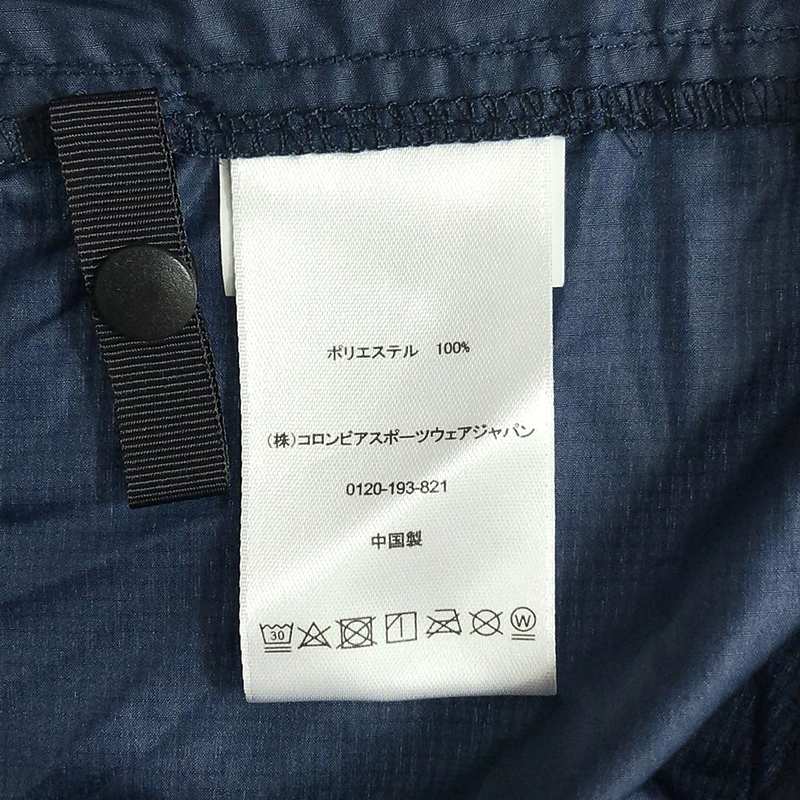 ポリエステル 100%
(株)コロンビアスポーツウェアジャパン
0120-193-821
中国製
30 W